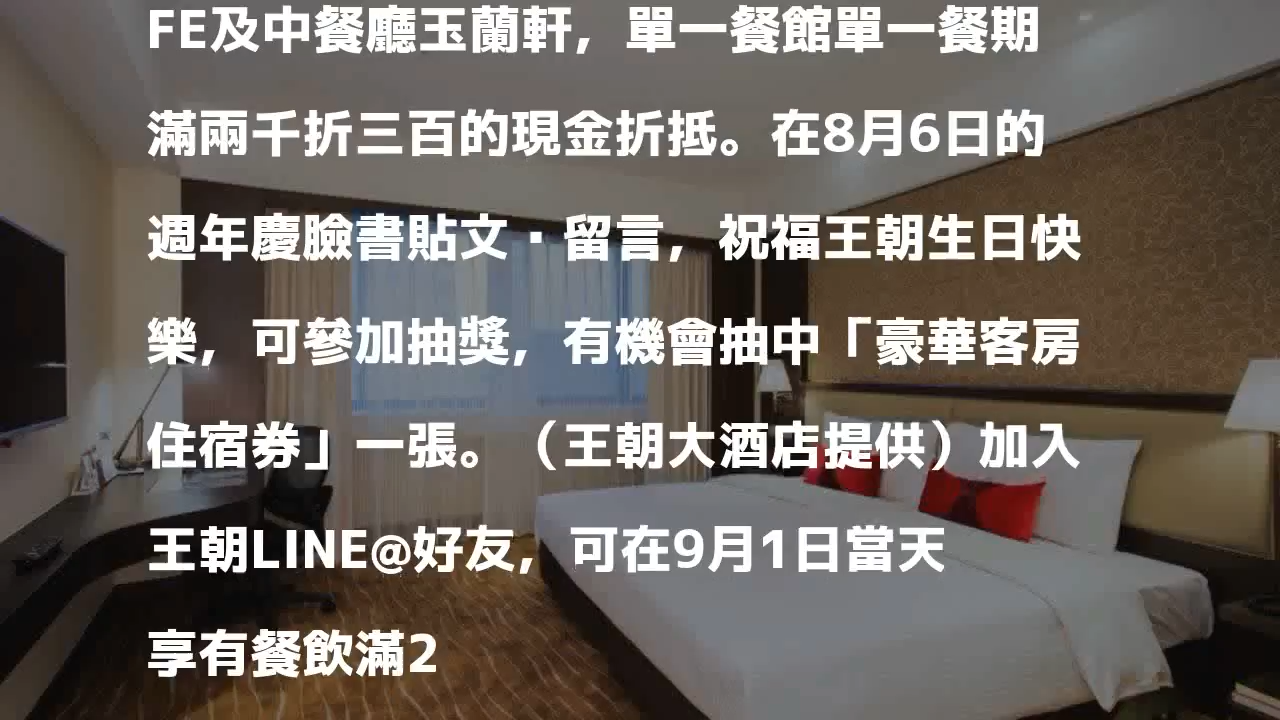 FE及中餐廳玉蘭軒，單一餐館單一餐期
滿兩千折三百的現金折抵。在8月6日的
週年慶臉書貼文·留言，祝福王朝生日快
樂，可參加抽獎，有機會抽中「豪華客房
住宿券」一張。（王朝大酒店提供）加入
王朝LINE@好友，可在9月1日當天
享有餐飲滿2